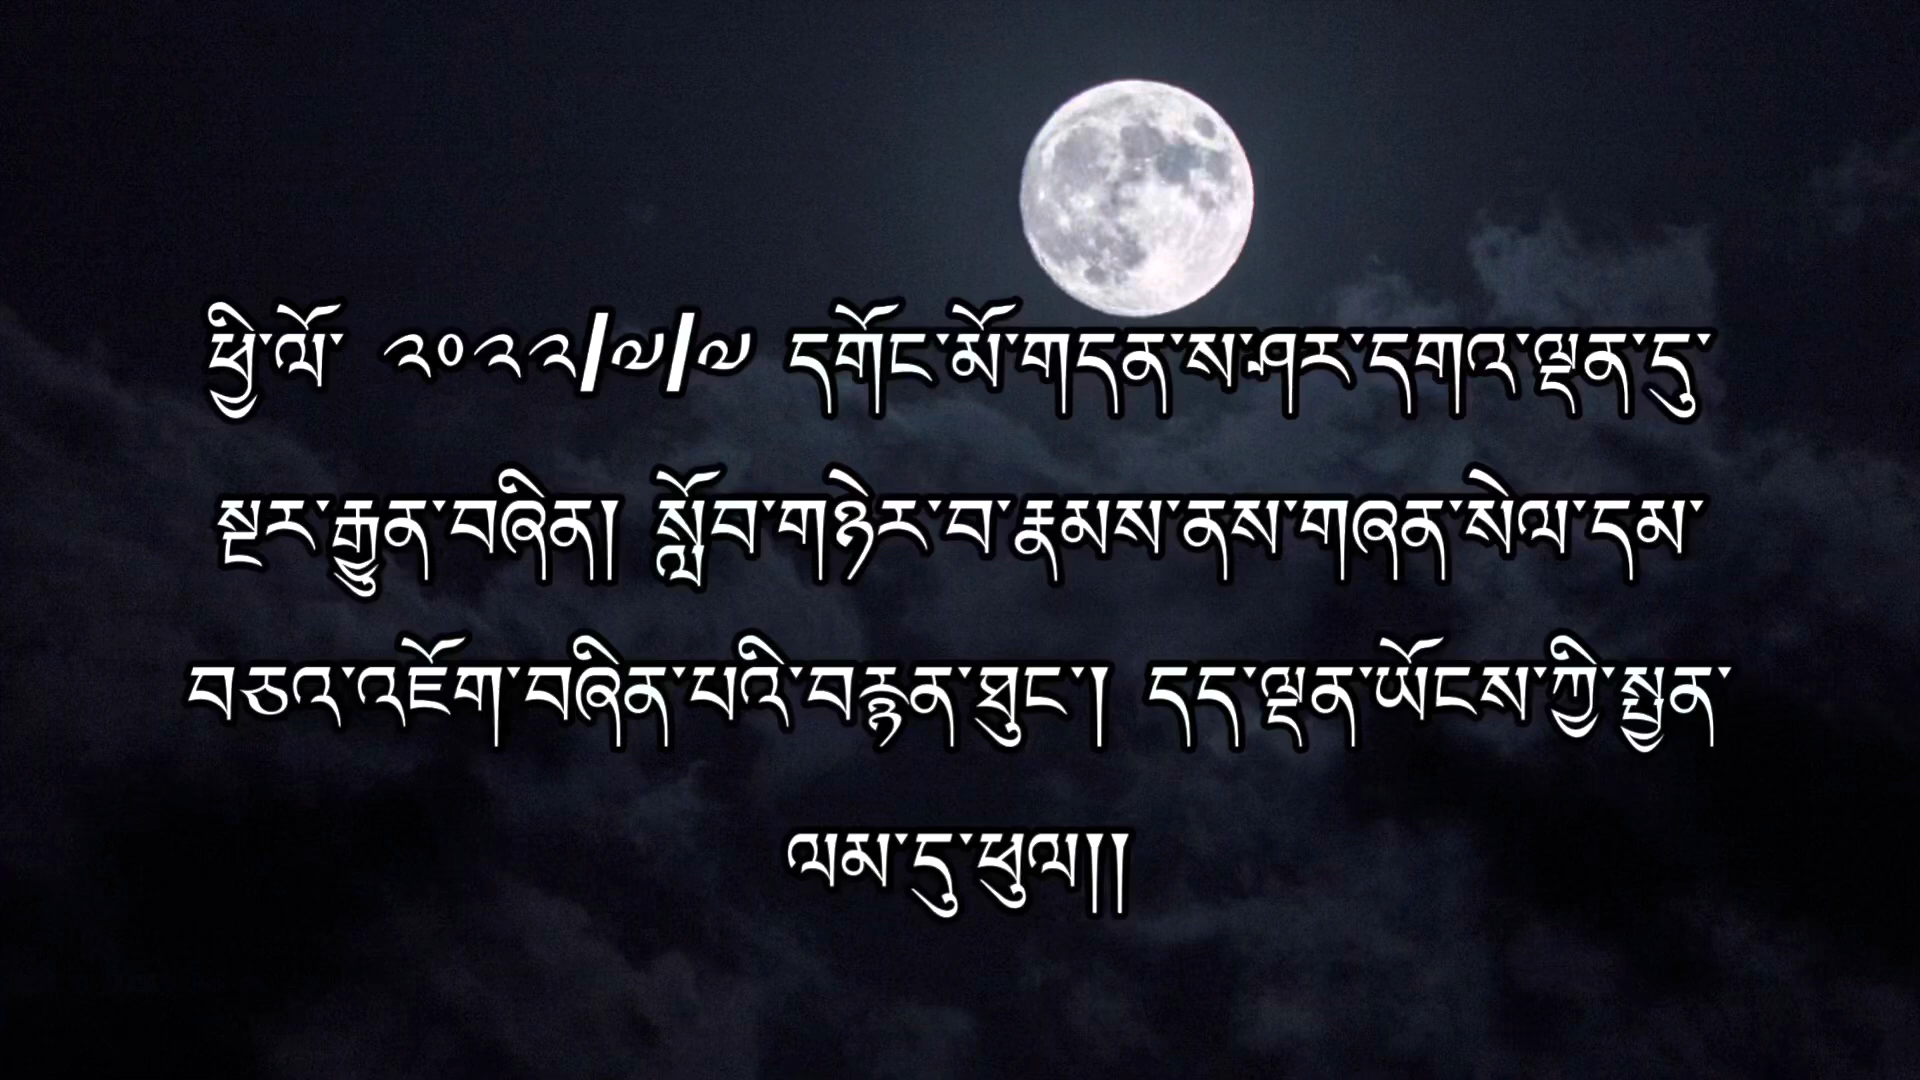 ཕྱི་ལོ་ ༢༠༢༢/༧/༧ དགོང་མོ་གདན་ས་ཤར་དགའ་ལྡན་དུ་
སྔར་རྒྱུན་བཞིན། སློབ་གཉེར་བ་རྣམས་ནས་གཞན་སེལ་དམ་
བཅའ་འཇོག་བཞིན་པའི་བརྙན་ཐུང་། དད་ལྡན་ཡོངས་ཀྱི་སྤྱན་
ལམ་དུ་ཕུལ།།